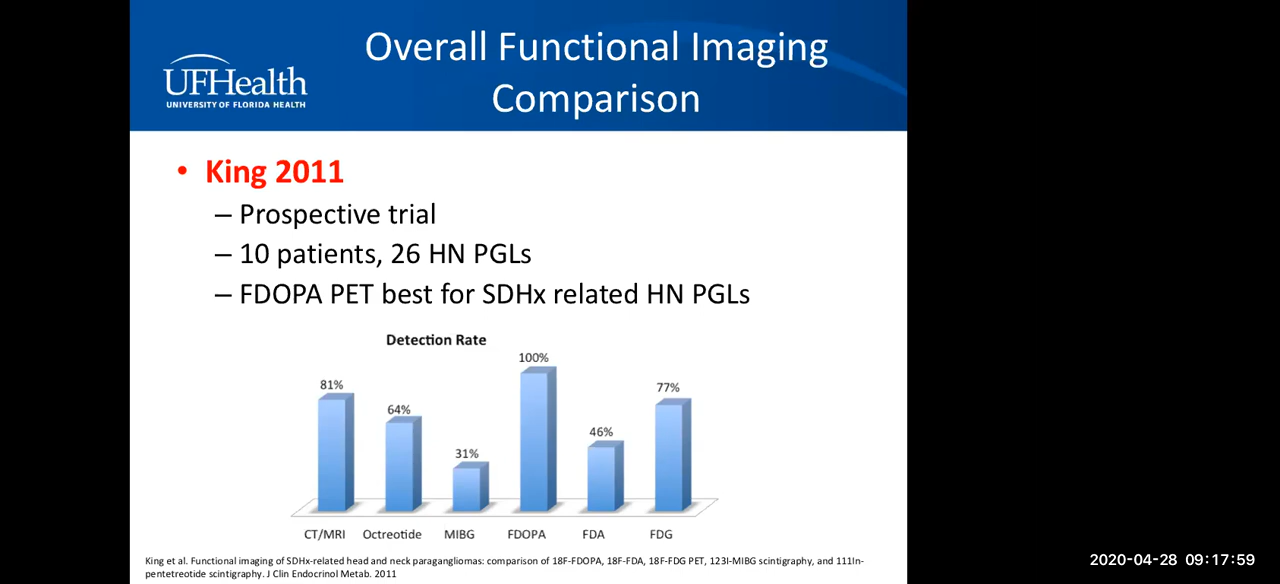 Overall Functional Imaging
Comparison
UFHealth
UNIVERSITY OF FLORIDA HEALTH
• King 2011
– Prospective trial
– 10 patients, 26 HN PGLs
– FDOPA PET best for SDHx related HN PGLs
Detection Rate
100%
81%
77%
64%
46%
31%
CT/MRI Octreotide MIBG FDOPA FDA FDG
King et al. Functional imaging of SDHx-related head and neck paragangliomas: comparison of 18F-FDOPA, 18F-FDA, 18F-FDG PET, 123I-MIBG scintigraphy, and 111In-
pentetreotide scintigraphy. J Clin Endocrinol Metab. 2011
2020-04-28 09:17:59